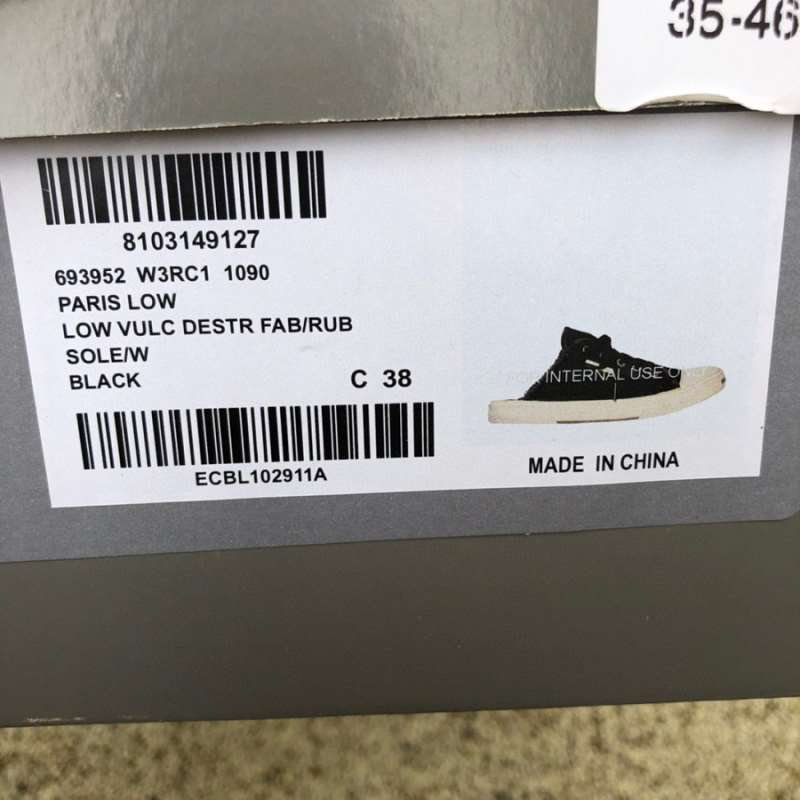 35-46
8103149127
693952 W3RC1 1090
PARIS LOW
LOW VULC DESTR FAB/RUB
SOLE/W
BLACK C 38
FOR INTERNAL USE ONLY
ECBL102911A
MADE IN CHINA